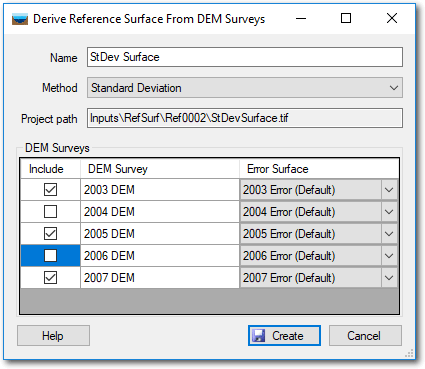 Derive Reference Surface From DEM Surveys
Name StDev Surface
Method Standard Deviation
Project path Inputs\RefSurf\Ref0002\StDevSurface.tif
DEM Surveys
Include DEM Survey Error Surface
2003 DEM 2003 Error (Default)
2004 DEM 2004 Error (Default)
2005 DEM 2005 Error (Default)
2006 DEM 2006 Error (Default)
2007 DEM 2007 Error (Default)
Help Create Cancel